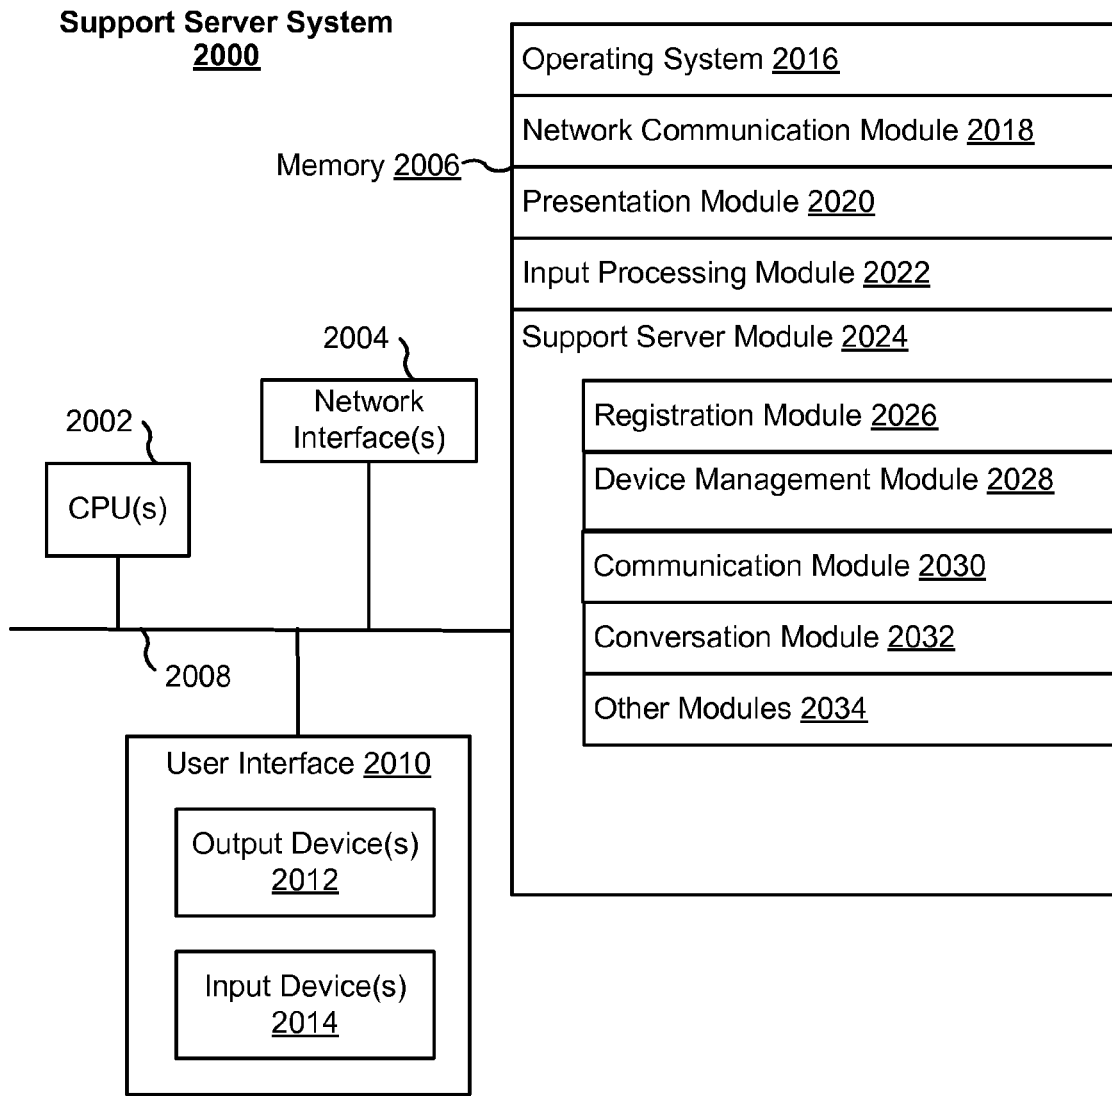 Support Server System
2000
Operating System 2016
Network Communication Module 2018
Memory 2006
Presentation Module 2020
Input Processing Module 2022
Support Server Module 2024
2004
Network
Interface(s)
Registration Module 2026
2002
CPU(s)
Device Management Module 2028
Communication Module 2030
Conversation Module 2032
2008
Other Modules 2034
User Interface 2010
Output Device(s)
2012
Input Device(s)
2014